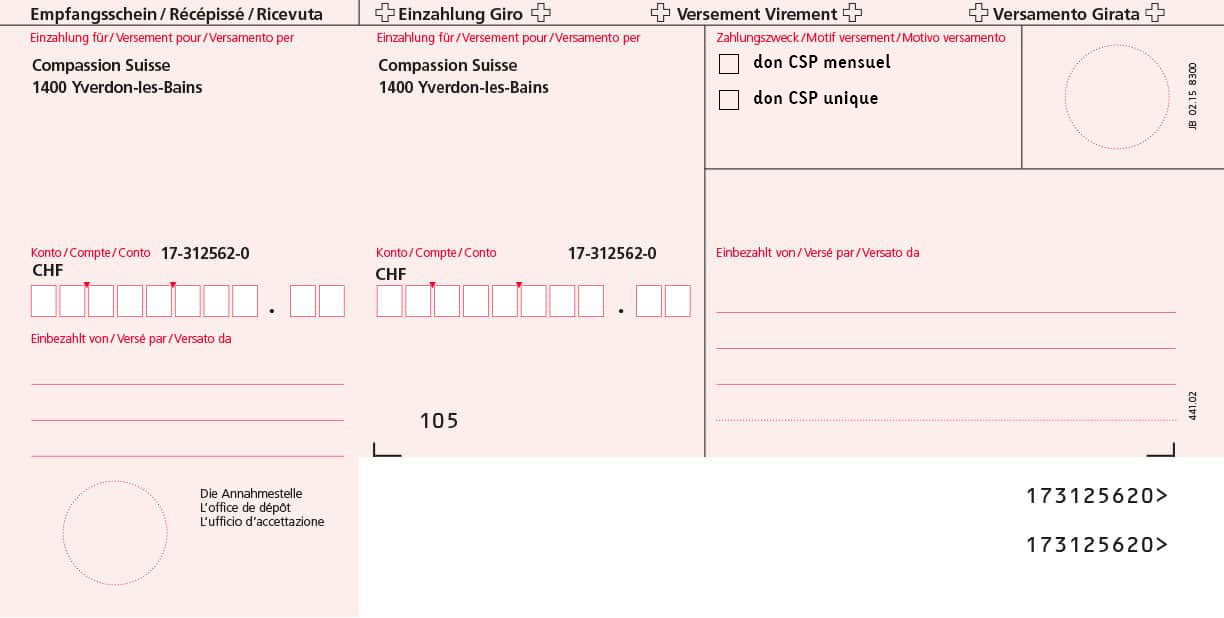 Empfangsschein / Récépissé / Ricevuta
Einzahlung für / Versement pour / Versamento per
Compassion Suisse
1400 Yverdon-les-Bains
Konto / Compte / Conto 17-312562-0
CHF
.
Einbezahlt von / Versé par / Versato da
Die Annahmestelle
L'office de dépôt
L'ufficio d'accettazione
Einzahlung Giro
Versement Virement
Versamento Girata
Einzahlung für / Versement pour / Versamento per
Compassion Suisse
1400 Yverdon-les-Bains
Konto / Compte / Conto 17-312562-0
CHF
.
105
Zahlungszweck / Motif versement / Motivo versamento
don CSP mensuel
don CSP unique
JB 02.15 8300
Einbezahlt von / Versé par / Versato da
441.02
173125620>
173125620>